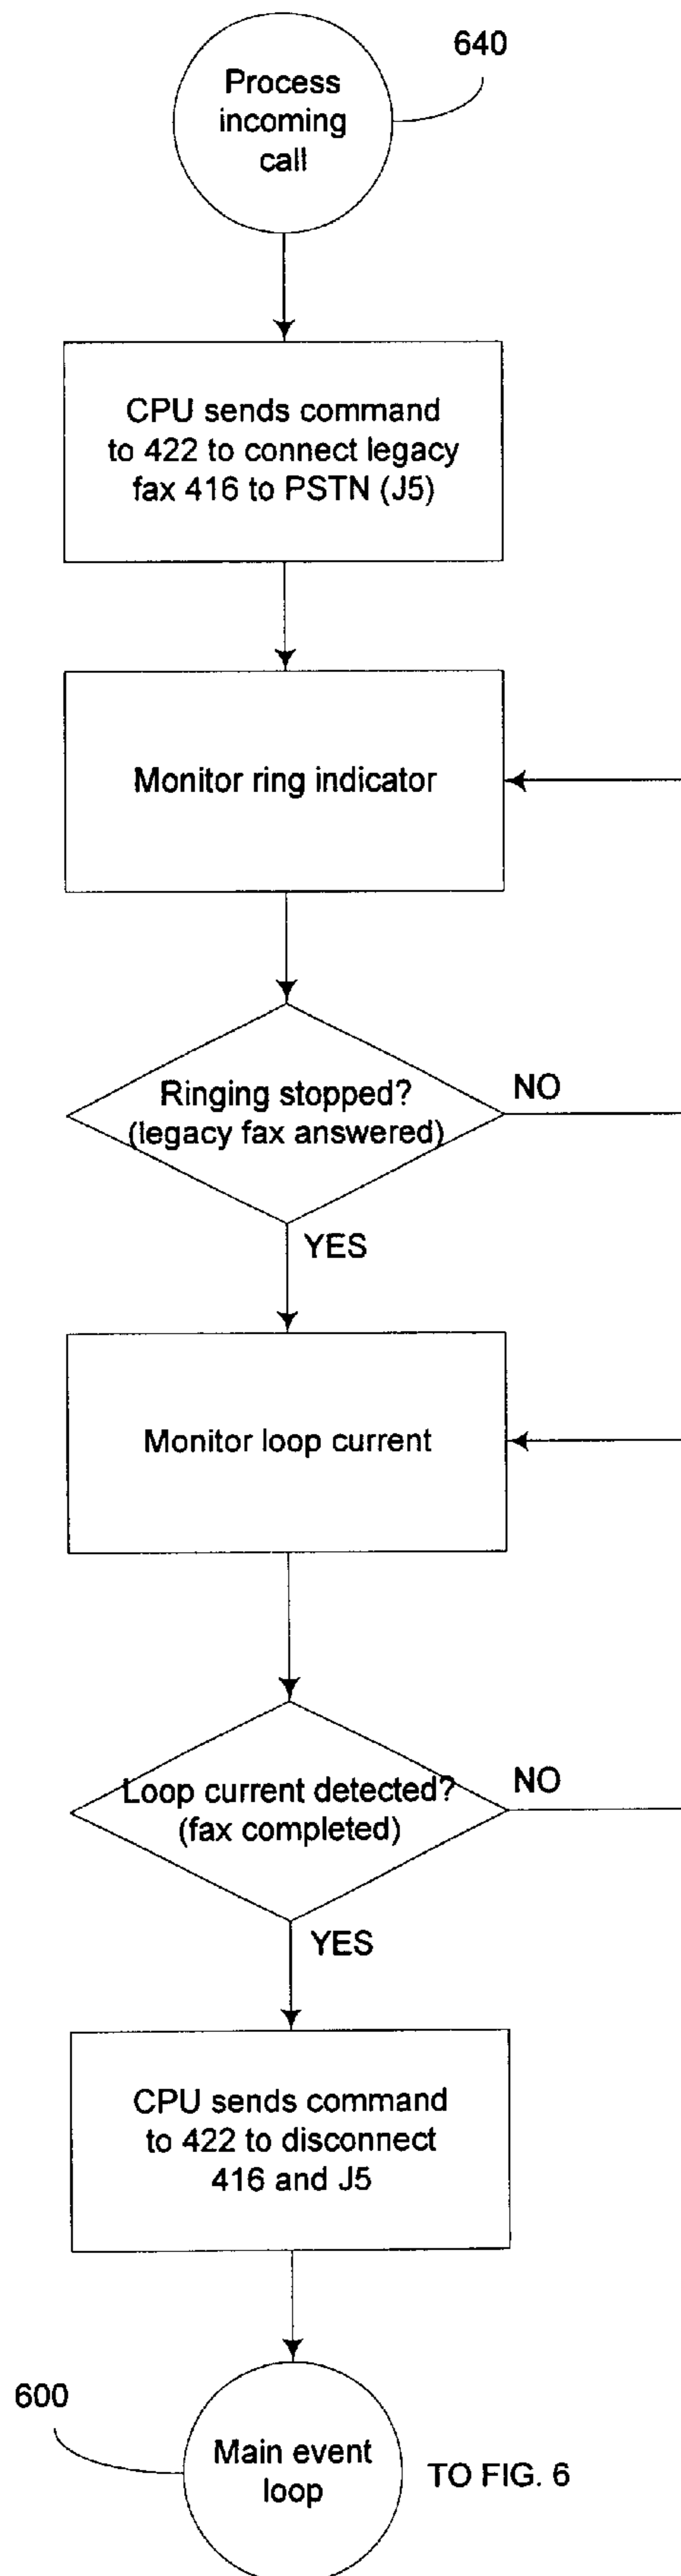 640
Process
incoming
call
CPU sends command
to 422 to connect legacy
fax 416 to PSTN (J5)
Monitor ring indicator
Ringing stopped?
(legacy fax answered)
NO
YES
Monitor loop current
Loop current detected?
(fax completed)
NO
YES
CPU sends command
to 422 to disconnect
416 and J5
600
Main event
loop
TO FIG. 6